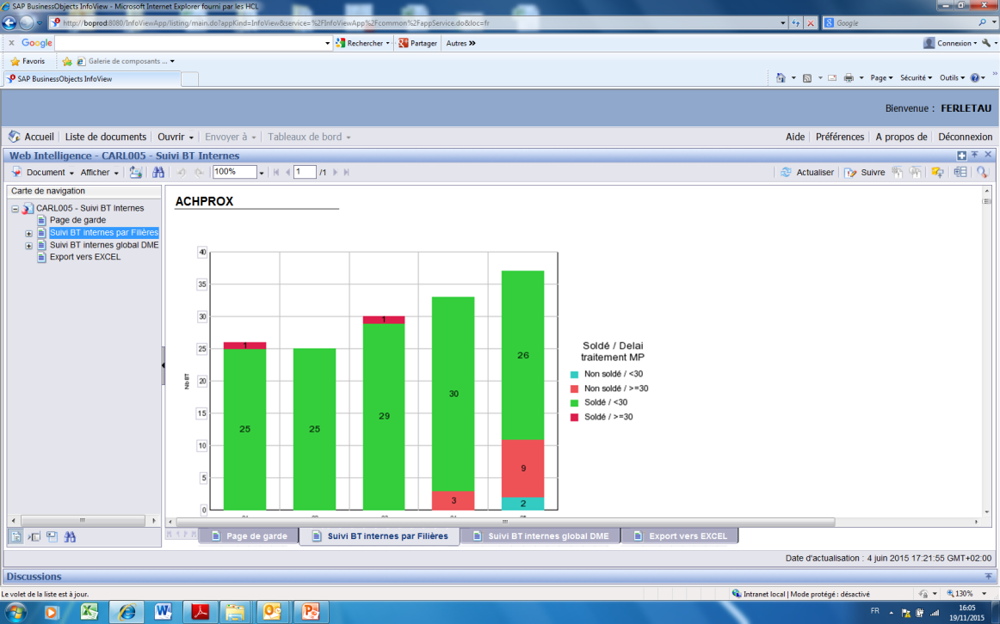 SAP BusinessObjects InfoView - Microsoft Internet Explorer fourni par les HCL
http://boprod:8080/InfoViewApp/listing/main.do?appKind=InfoView&service=%2FInfoViewApp%2Fcommon%2FappService.do&loc=fr
Google
x Google
Rechercher
Partager
Autres »
Connexion
Favoris
Galerie de composants ...
SAP BusinessObjects InfoView
Page
Sécurité
Outils
Bienvenue : FERLETAU
Accueil
Liste de documents
Ouvrir
Envoyer à
Tableaux de bord
Aide
Préférences
A propos de
Déconnexion
Web Intelligence - CARL005 - Suivi BT Internes
Document
Afficher
100%
1 /1
Actualiser
Suivre
Carte de navigation
CARL005 - Suivi BT Internes
Page de garde
Suivi BT internes par Filières
Suivi BT internes global DME
Export vers EXCEL
ACHPROX
40
35
30
25
20
15
10
5
0
Nb BT
1
25
25
1
29
30
3
26
9
2
Soldé / Delai
traitement MP
Non soldé / <30
Non soldé / >=30
Soldé / <30
Soldé / >=30
Page de garde
Suivi BT internes par Filières
Suivi BT internes global DME
Export vers EXCEL
Date d'actualisation : 4 juin 2015 17:21:55 GMT+02:00
Discussions
Le volet de la liste est à jour.
Intranet local | Mode protégé : désactivé
130%
FR
16:05
19/11/2015